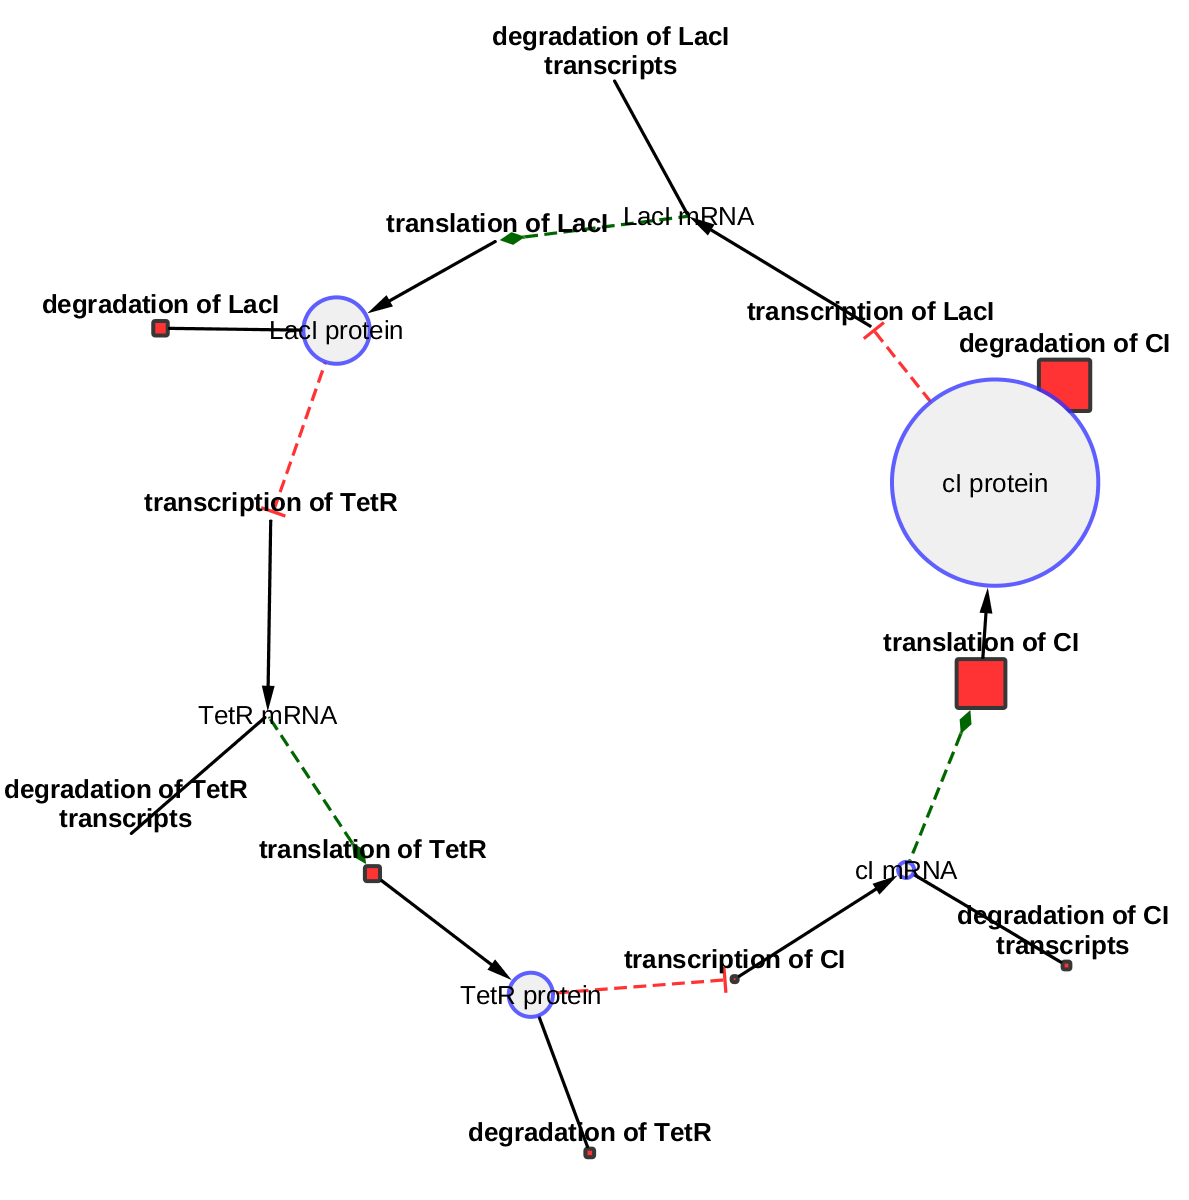 degradation of LacI
transcripts
LacI mRNA
translation of LacI
degradation of LacI
transcription of LacI
LacI protein
degradation of CI
cI protein
transcription of TetR
translation of CI
TetR mRNA
degradation of TetR
transcripts
translation of TetR
cI mRNA
degradation of CI
transcripts
transcription of CI
TetR protein
degradation of TetR